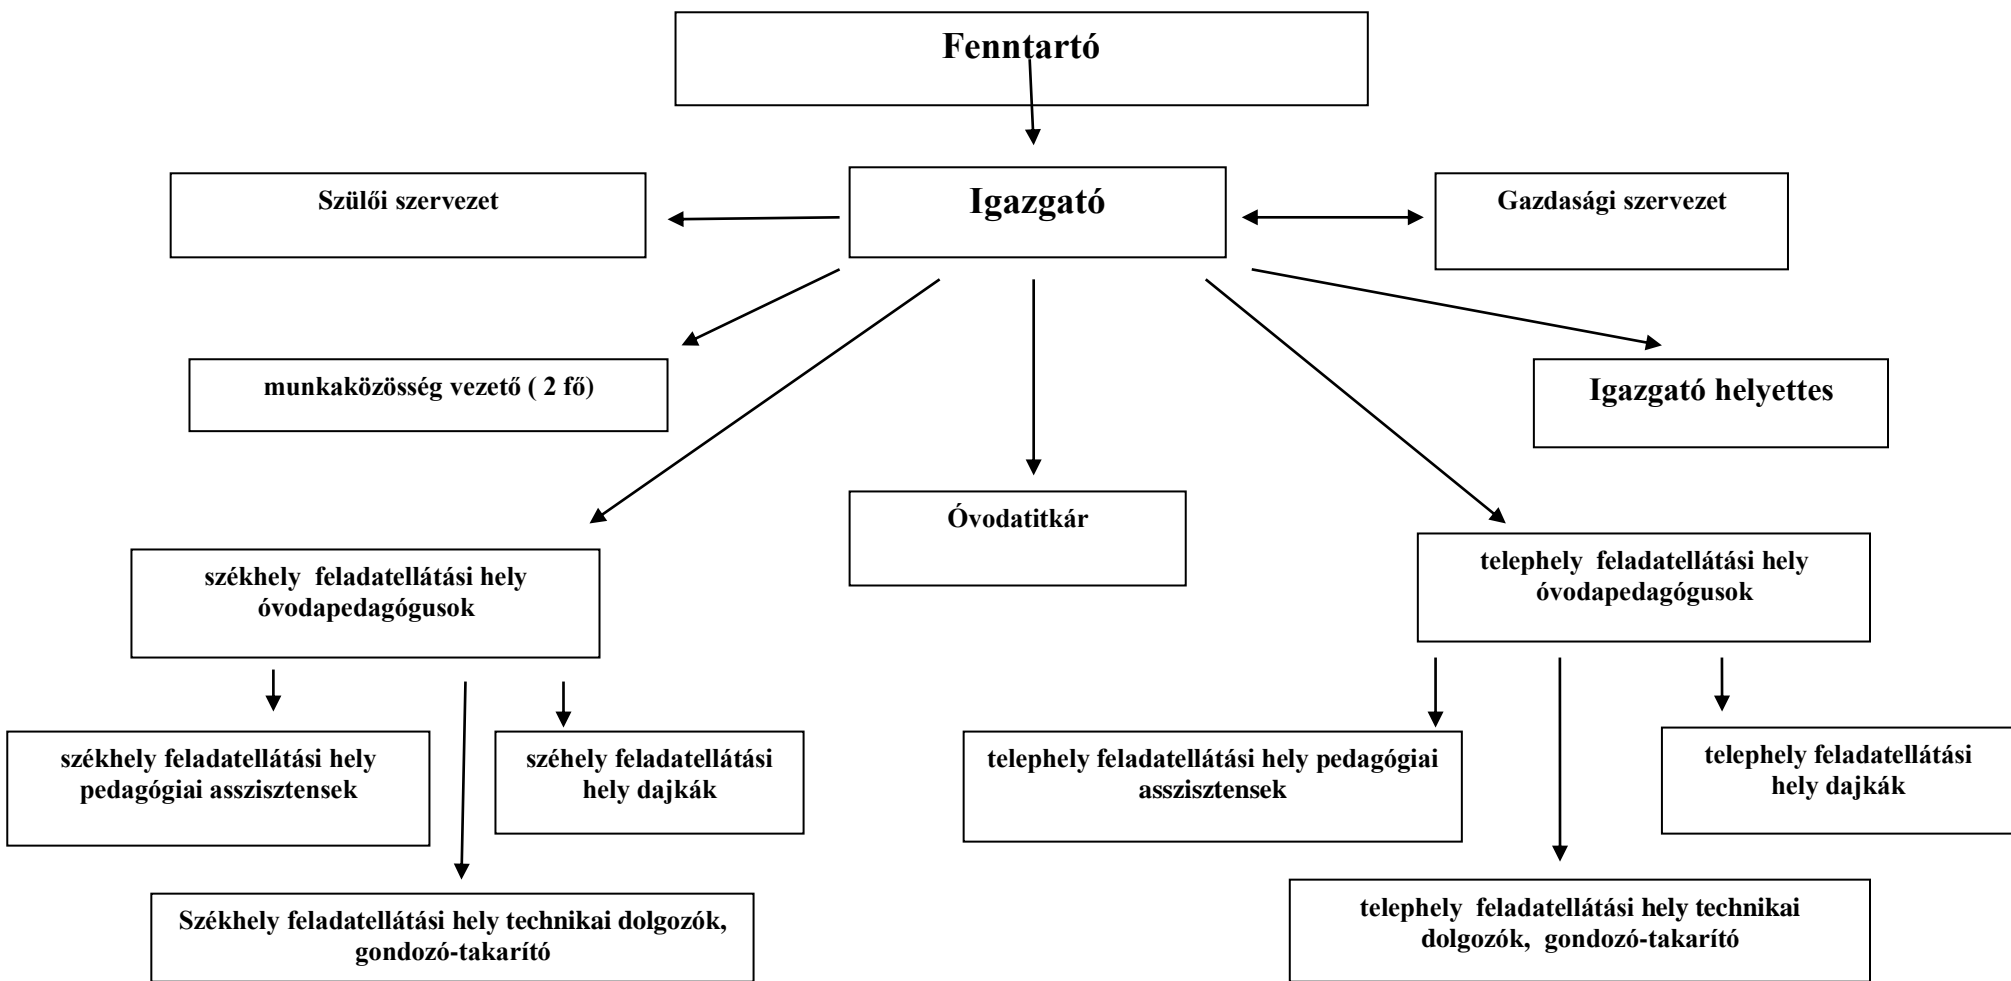 Fenntartó
Szülői szervezet
Igazgató
Gazdasági szervezet
munkaközösség vezető ( 2 fő)
Igazgató helyettes
Óvodatitkár
székhely feladatellátási hely
óvodapedagógusok
telephely feladatellátási hely
óvodapedagógusok
székhely feladatellátási hely
pedagógiai asszisztensek
széhely feladatellátási
hely dajkák
telephely feladatellátási hely pedagógiai
asszisztensek
telephely feladatellátási
hely dajkák
Székhely feladatellátási hely technikai dolgozók,
gondozó-takarító
telephely feladatellátási hely technikai
dolgozók, gondozó-takarító